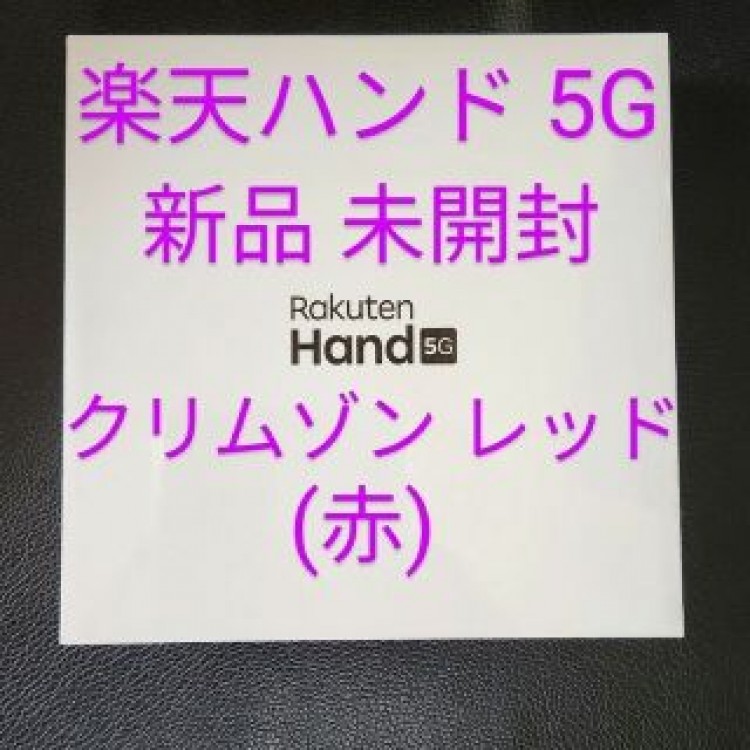 楽天ハンド 5G
新品 未開封
Rakuten
Hand 5G
クリムゾン レッド
(赤)